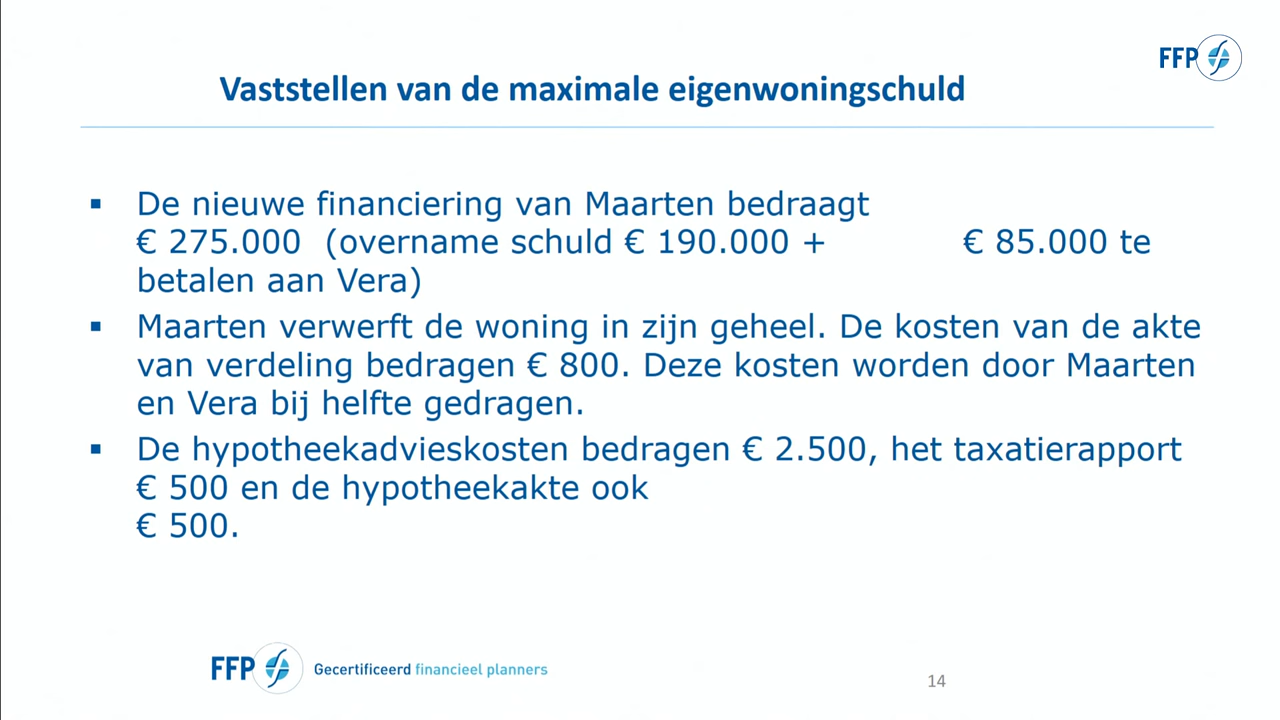 FFP
Vaststellen van de maximale eigenwoningschuld
▪ De nieuwe financiering van Maarten bedraagt
€ 275.000 (overname schuld € 190.000 + € 85.000 te
betalen aan Vera)
▪ Maarten verwerft de woning in zijn geheel. De kosten van de akte
van verdeling bedragen € 800. Deze kosten worden door Maarten
en Vera bij helfte gedragen.
▪ De hypotheekadvieskosten bedragen € 2.500, het taxatierapport
€ 500 en de hypotheekakte ook
€ 500.
FFP Gecertificeerd financieel planners
14